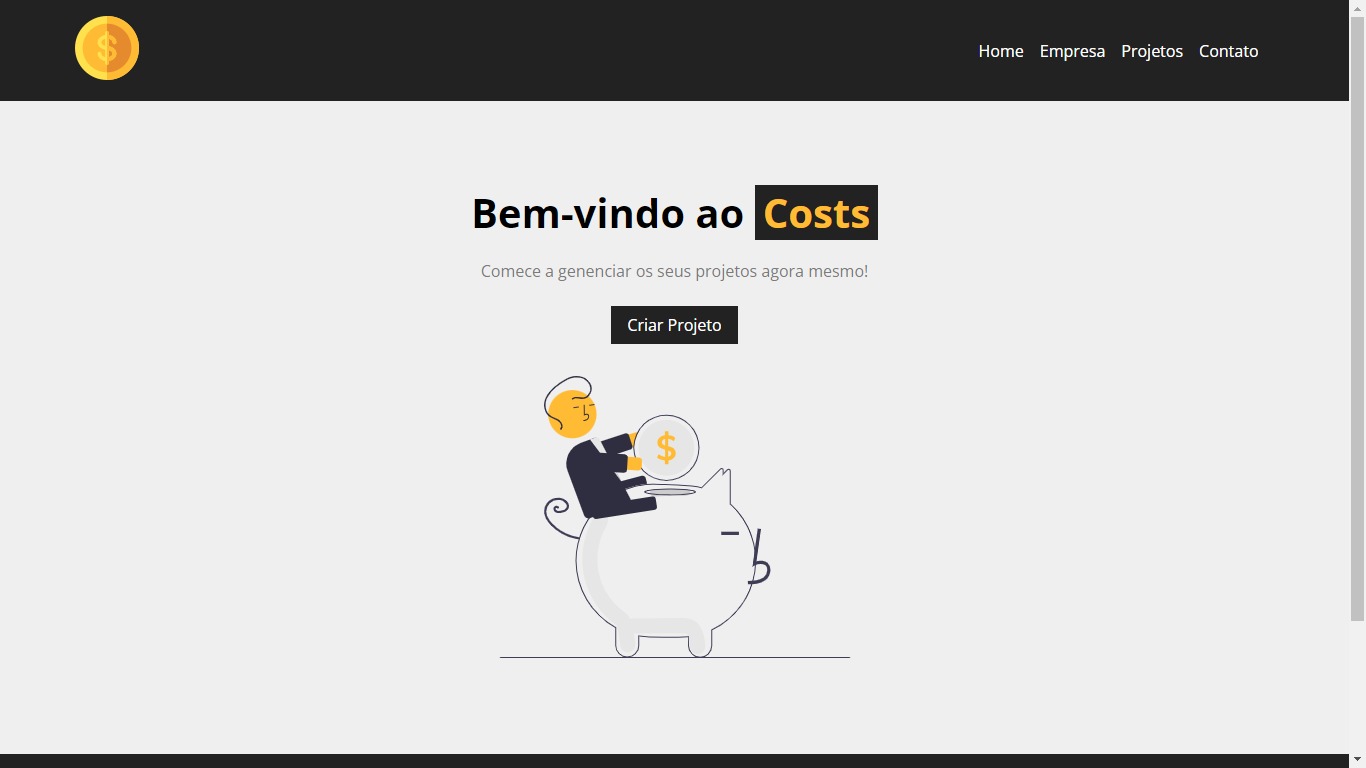 $
Home Empresa Projetos Contato
Bem-vindo ao Costs
Comece a genenciar os seus projetos agora mesmo!
Criar Projeto
$